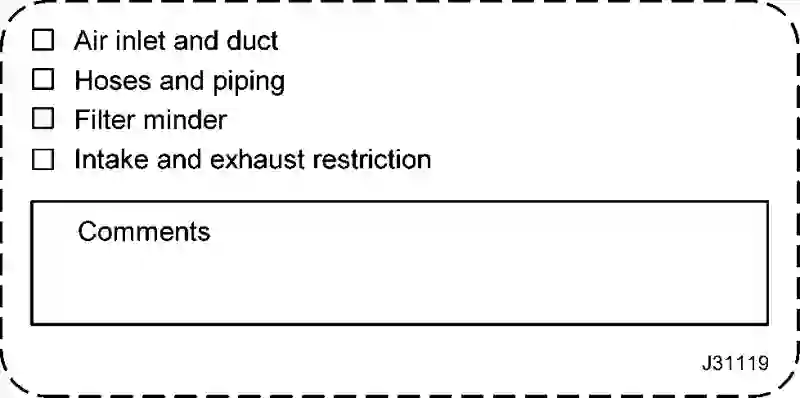 Air inlet and duct
Hoses and piping
Filter minder
Intake and exhaust restriction
Comments
J31119